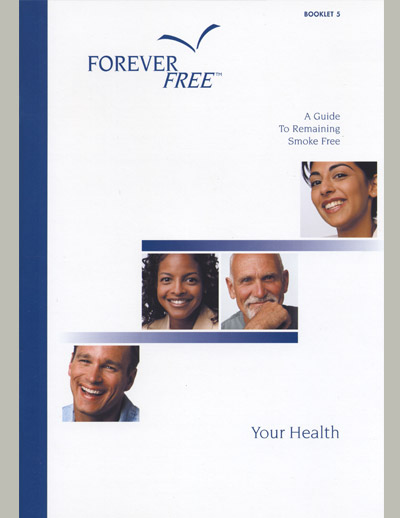 BOOKLET 5
FOREVER
FREE™
A Guide
To Remaining
Smoke Free
Your Health